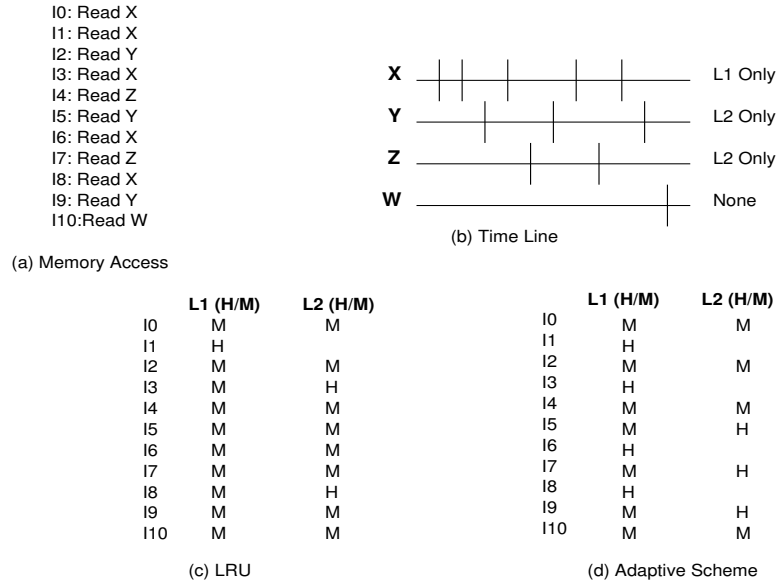 I0: Read X
I1: Read X
I2: Read Y
I3: Read X
I4: Read Z
I5: Read Y
I6: Read X
I7: Read Z
I8: Read X
I9: Read Y
I10:Read W
(a) Memory Access
X L1 Only
Y L2 Only
Z L2 Only
W None
(b) Time Line
L1 (H/M) L2 (H/M)
I0 M M
I1 H
I2 M M
I3 M H
I4 M M
I5 M M
I6 M M
I7 M M
I8 M H
I9 M M
I10 M M
(c) LRU
L1 (H/M) L2 (H/M)
I0 M M
I1 H
I2 M M
I3 H
I4 M M
I5 M H
I6 H
I7 M H
I8 H
I9 M H
I10 M M
(d) Adaptive Scheme